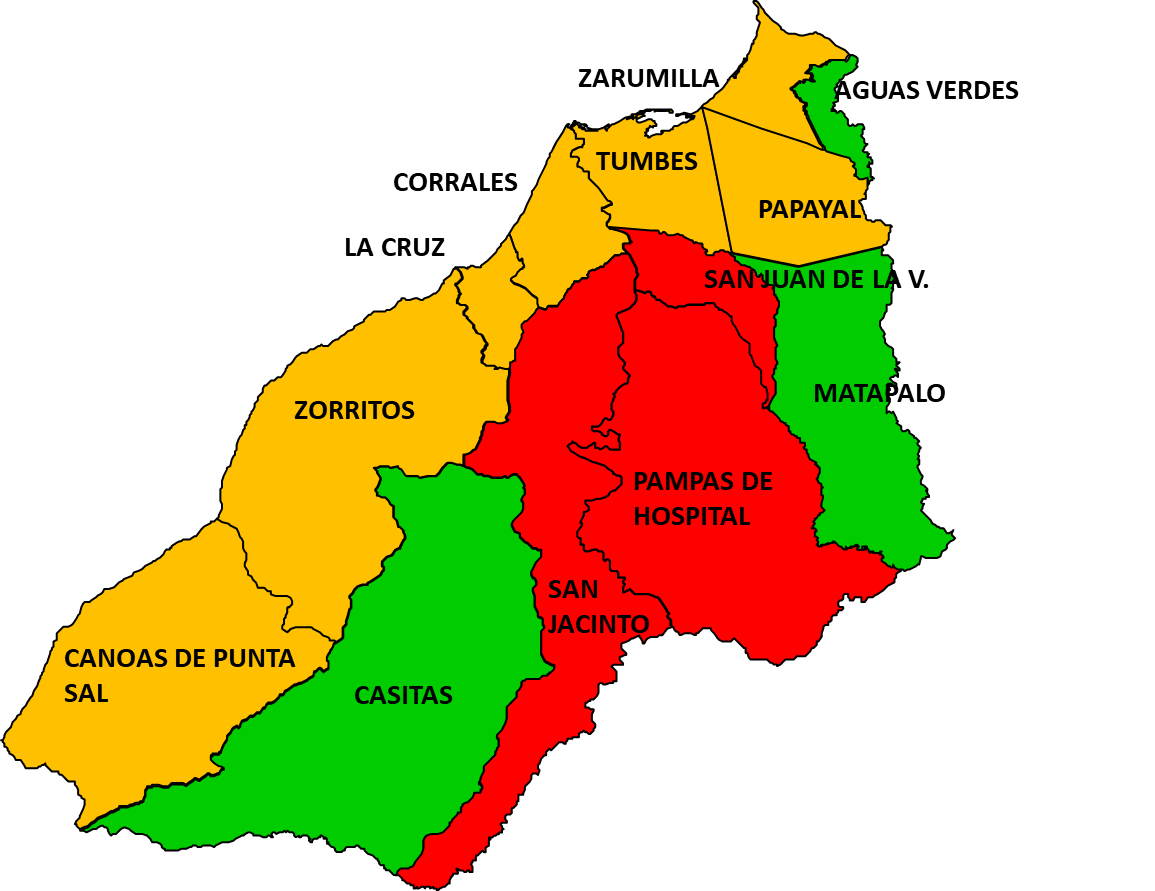 ZARUMILLA
AGUAS VERDES
TUMBES
CORRALES
PAPAYAL
LA CRUZ
SAN JUAN DE LA V.
MATAPALO
ZORRITOS
PAMPAS DE
HOSPITAL
SAN
JACINTO
CANOAS DE PUNTA
SAL
CASITAS